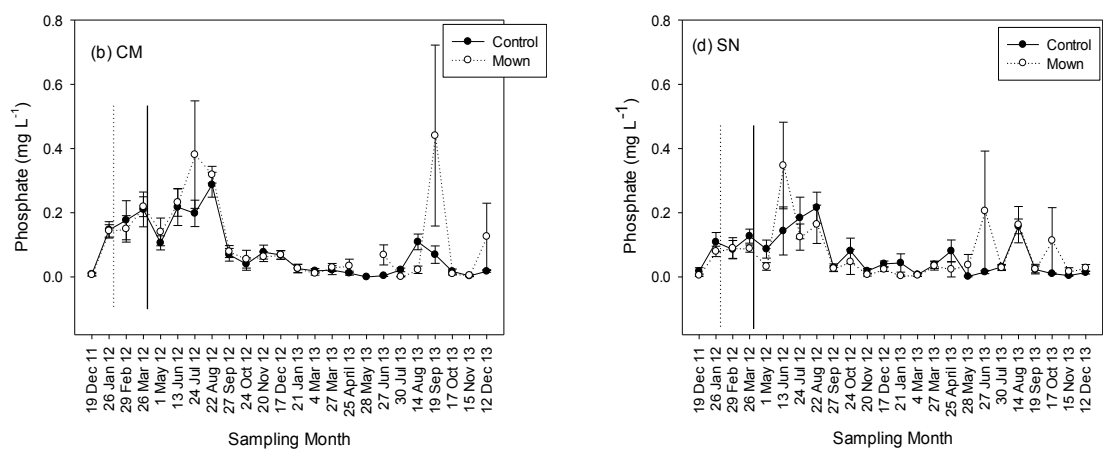 (b) CM
Control
Mown
Phosphate (mg L-1)
0.8
0.6
0.4
0.2
0.0
19 Dec 11
26 Jan 12
29 Feb 12
26 Mar 12
1 May 12
13 Jun 12
24 Jul 12
22 Aug 12
27 Sep 12
24 Oct 12
20 Nov 12
17 Dec 12
21 Jan 13
4 Mar 13
27 Mar 13
25 April 13
28 May 13
27 Jun 13
30 Jul 13
14 Aug 13
19 Sep 13
17 Oct 13
15 Nov 13
12 Dec 13
Sampling Month
(d) SN
Control
Mown
Phosphate (mg L-1)
0.8
0.6
0.4
0.2
0.0
19 Dec 11
26 Jan 12
29 Feb 12
26 Mar 12
1 May 12
13 Jun 12
24 Jul 12
22 Aug 12
27 Sep 12
24 Oct 12
20 Nov 12
17 Dec 12
21 Jan 13
4 Mar 13
27 Mar 13
25 April 13
28 May 13
27 Jun 13
30 Jul 13
14 Aug 13
19 Sep 13
17 Oct 13
15 Nov 13
12 Dec 13
Sampling Month